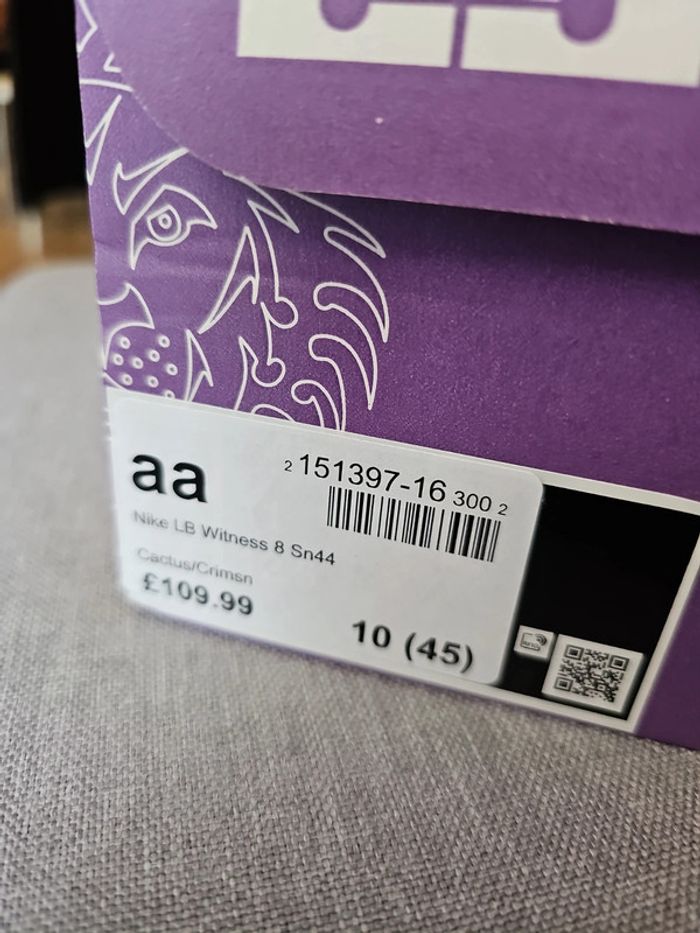 aa
2 151397-16 300 2
Nike LB Witness 8 Sn44
Cactus/Crimsn
£109.99
10 (45)